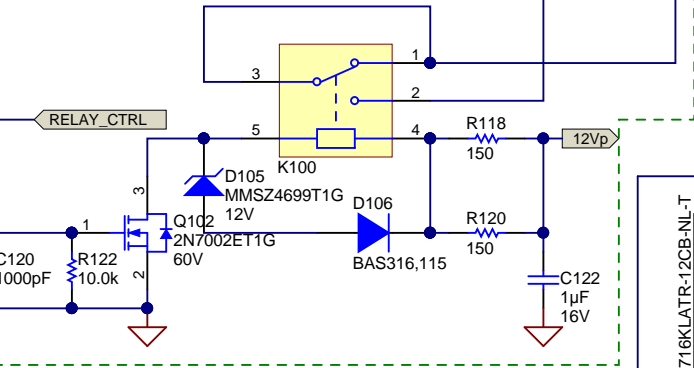 1
3
2
RELAY_CTRL
5
4
R118
150
12Vp
K100
D105
MMSZ4699T1G
12V
3
D106
1
Q102
2N7002ET1G
60V
R120
150
BAS316,115
C120
1000pF
R122
10.0k
2
C122
1µF
16V
716KLATR-12CB-NL-T